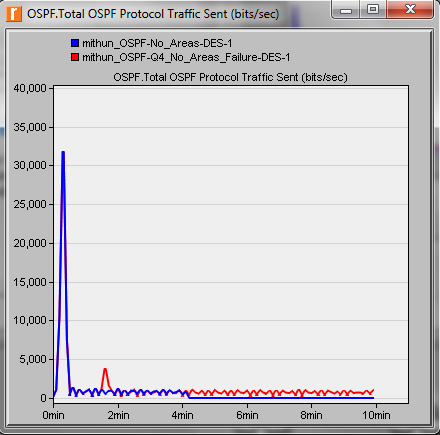 OSPF.Total OSPF Protocol Traffic Sent (bits/sec)
mithun_OSPF-No_Areas-DES-1
mithun_OSPF-Q4_No_Areas_Failure-DES-1
OSPF.Total OSPF Protocol Traffic Sent (bits/sec)
40,000
35,000
30,000
25,000
20,000
15,000
10,000
5,000
0
0min 2min 4min 6min 8min 10min